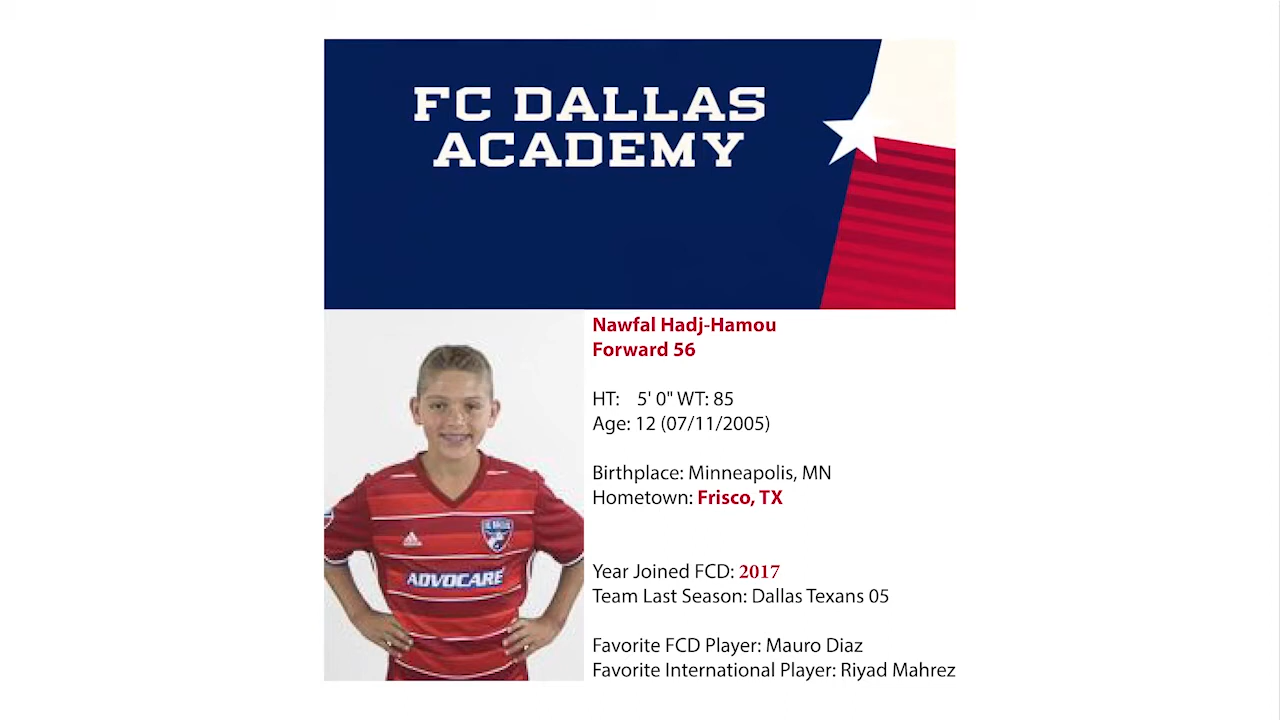 FC DALLAS
ACADEMY
Nawfal Hadj-Hamou
Forward 56
HT: 5' 0" WT: 85
Age: 12 (07/11/2005)
Birthplace: Minneapolis, MN
Hometown: Frisco, TX
ADVOCARE
Year Joined FCD: 2017
Team Last Season: Dallas Texans 05
Favorite FCD Player: Mauro Diaz
Favorite International Player: Riyad Mahrez